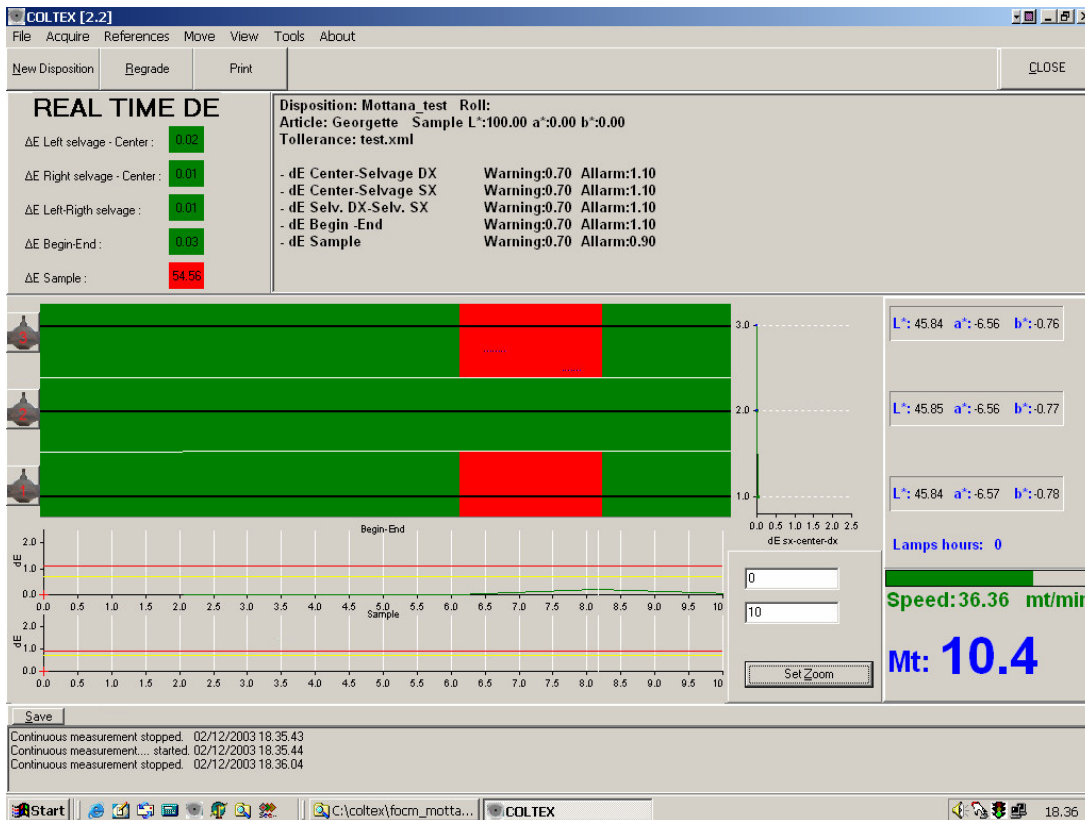 COLTEX [2.2]
File Acquire References Move View Tools About
New Disposition Regrade Print CLOSE
REAL TIME DE
ΔE Left selvage - Center : 0.02
ΔE Right selvage - Center : 0.01
ΔE Left-Rigth selvage : 0.01
ΔE Begin-End : 0.03
ΔE Sample : 54.56
Disposition: Mottana_test Roll:
Article: Georgette Sample L*:100.00 a*:0.00 b*:0.00
Tollerance: test.xml
- dE Center-Selvage DX Warning:0.70 Allarm:1.10
- dE Center-Selvage SX Warning:0.70 Allarm:1.10
- dE Selv. DX-Selv. SX Warning:0.70 Allarm:1.10
- dE Begin -End Warning:0.70 Allarm:1.10
- dE Sample Warning:0.70 Allarm:0.90
3
2
1
3.0
2.0
1.0
0.0 0.5 1.0 1.5 2.0 2.5
dE sx-center-dx
L*: 45.84 a*: -6.56 b*: -0.76
L*: 45.85 a*: -6.56 b*: -0.77
L*: 45.84 a*: -6.57 b*: -0.78
Lamps hours: 0
Begin-End
dE
2.0
1.0
0.0
0.0 0.5 1.0 1.5 2.0 2.5 3.0 3.5 4.0 4.5 5.0 5.5 6.0 6.5 7.0 7.5 8.0 8.5 9.0 9.5 10
Sample
dE
2.0
1.0
0.0
0.0 0.5 1.0 1.5 2.0 2.5 3.0 3.5 4.0 4.5 5.0 5.5 6.0 6.5 7.0 7.5 8.0 8.5 9.0 9.5 10
0
10
Set Zoom
Speed: 36.36 mt/min
Mt: 10.4
Save
Continuous measurement stopped. 02/12/2003 18.35.43
Continuous measurement.... started. 02/12/2003 18.35.44
Continuous measurement stopped. 02/12/2003 18.36.04
Start C:\coltex\focm_motta... COLTEX 18.36